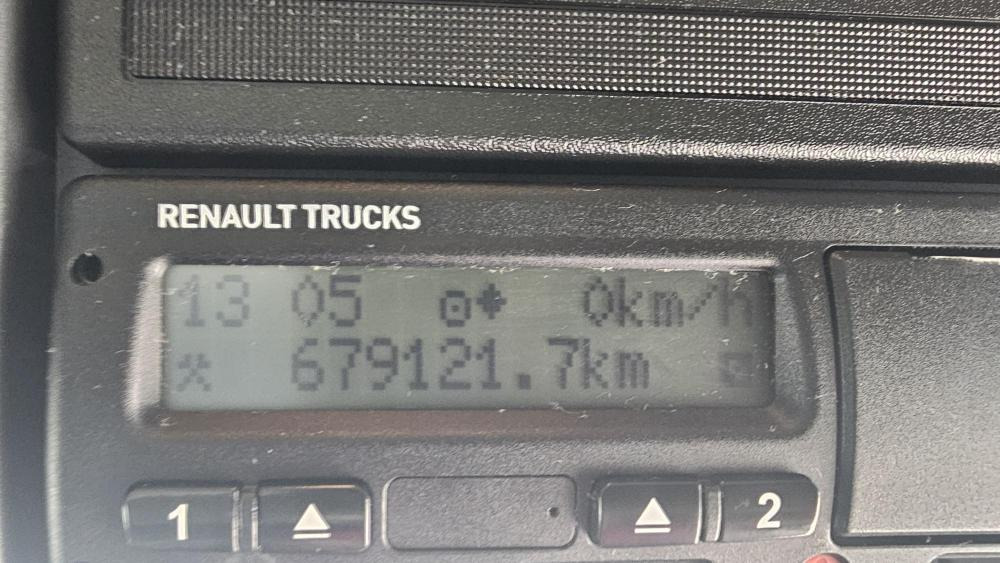 RENAULT TRUCKS
13 05 0km/h
679121.7km
1 2